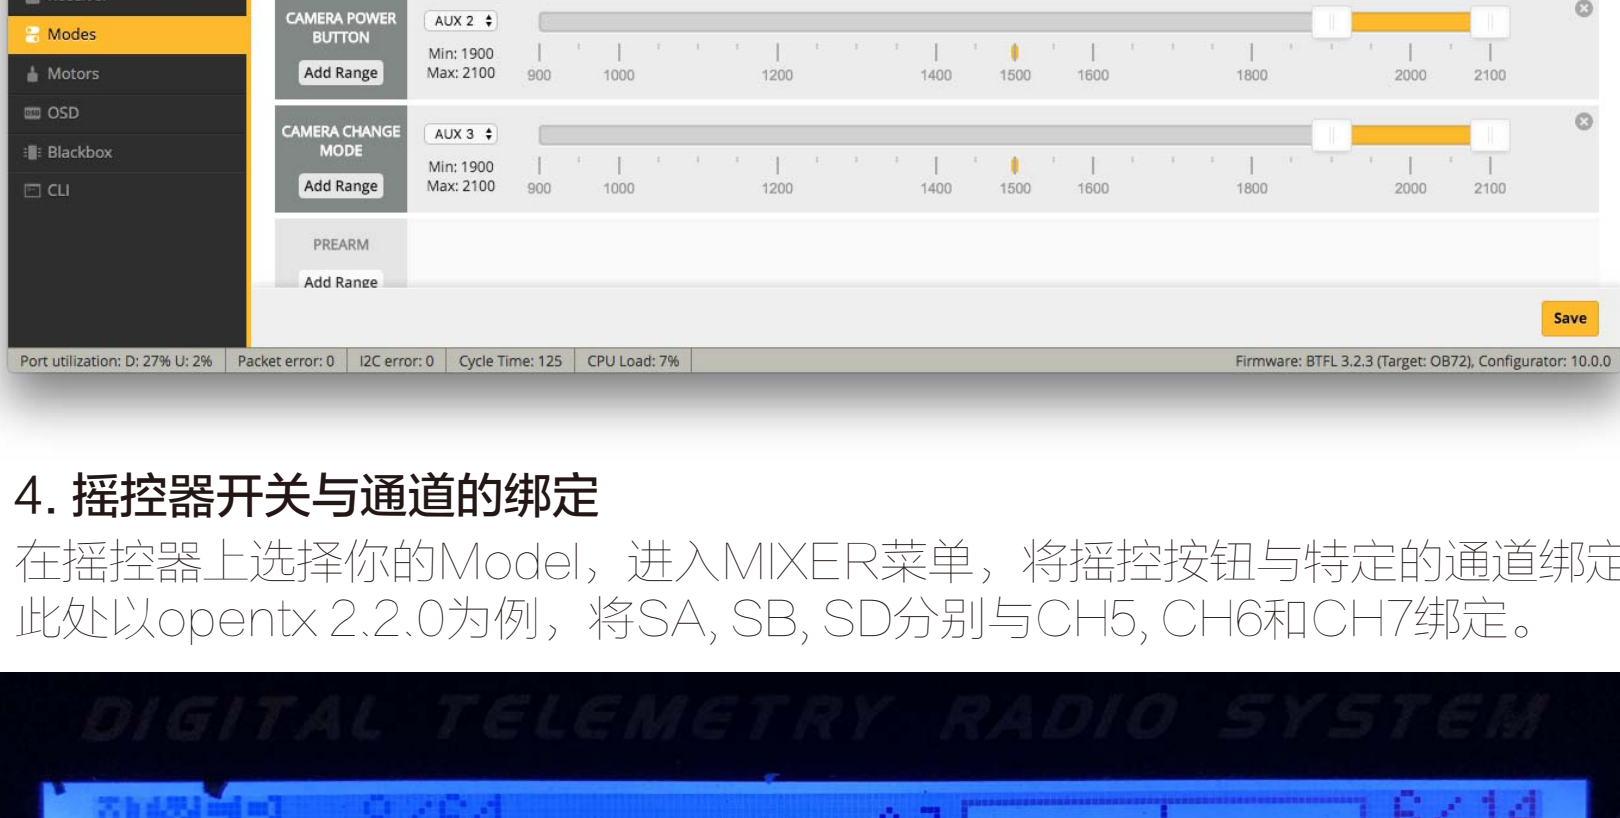 Modes
Motors
OSD
Blackbox
CLI
CAMERA POWER
BUTTON
Add Range
AUX 2
Min: 1900
Max: 2100
900 1000 1200 1400 1500 1600 1800 2000 2100
CAMERA CHANGE
MODE
Add Range
AUX 3
Min: 1900
Max: 2100
900 1000 1200 1400 1500 1600 1800 2000 2100
PREARM
Add Range
Save
Port utilization: D: 27% U: 2% Packet error: 0 I2C error: 0 Cycle Time: 125 CPU Load: 7% Firmware: BTFL 3.2.3 (Target: OB72), Configurator: 10.0.0
4. 摇控器开关与通道的绑定
在摇控器上选择你的Model，进入MIXER菜单，将摇控按钮与特定的通道绑定
此处以opentx 2.2.0为例，将SA, SB, SD分别与CH5, CH6和CH7绑定。
DIGITAL TELEMETRY RADIO SYSTEM